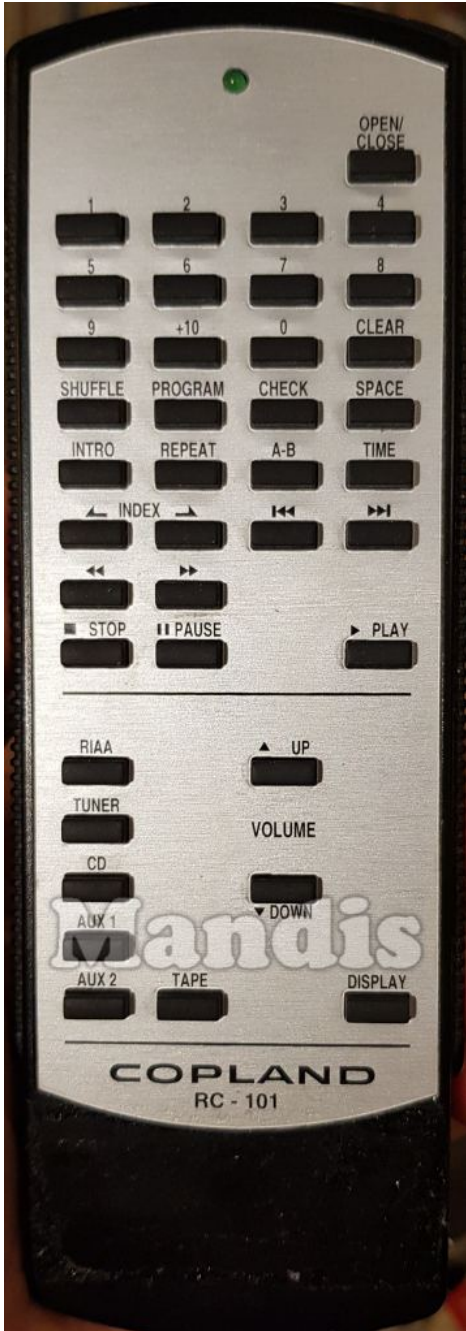 OPEN/
CLOSE
1 2 3 4
5 6 7 8
9 +10 0 CLEAR
SHUFFLE PROGRAM CHECK SPACE
INTRO REPEAT A-B TIME
INDEX
STOP PAUSE PLAY
RIAA UP
TUNER
VOLUME
CD
DOWN
AUX 1
Mandis
AUX 2 TAPE DISPLAY
COPLAND
RC - 101